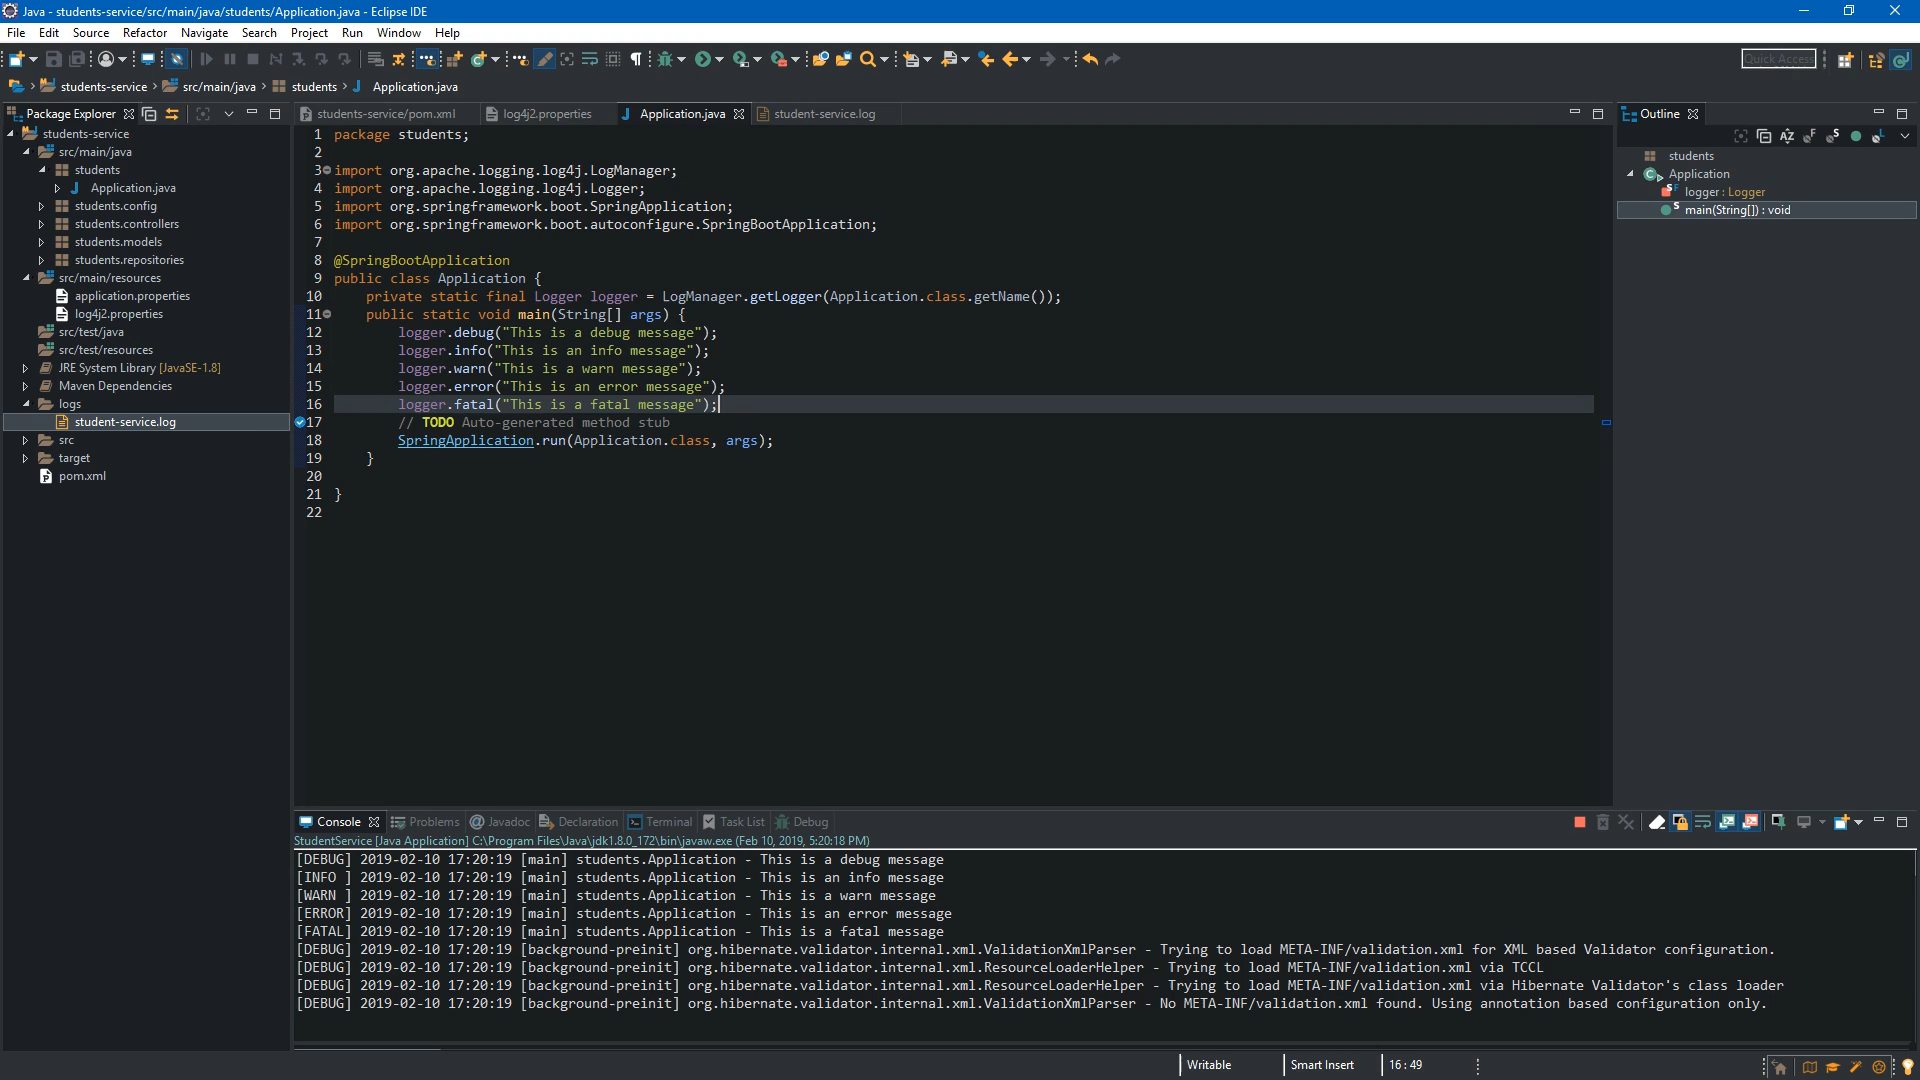 Java - students-service/src/main/java/students/Application.java - Eclipse IDE
File Edit Source Refactor Navigate Search Project Run Window Help
Quick Access
students-service src/main/java students Application.java
Package Explorer
students-service
src/main/java
students
Application.java
students.config
students.controllers
students.models
students.repositories
src/main/resources
application.properties
log4j2.properties
src/test/java
src/test/resources
JRE System Library [JavaSE-1.8]
Maven Dependencies
logs
student-service.log
src
target
pom.xml
students-service/pom.xml log4j2.properties Application.java student-service.log
1 package students;
2
3 import org.apache.logging.log4j.LogManager;
4 import org.apache.logging.log4j.Logger;
5 import org.springframework.boot.SpringApplication;
6 import org.springframework.boot.autoconfigure.SpringBootApplication;
7
8 @SpringBootApplication
9 public class Application {
10 private static final Logger logger = LogManager.getLogger(Application.class.getName());
11 public static void main(String[] args) {
12 logger.debug("This is a debug message");
13 logger.info("This is an info message");
14 logger.warn("This is a warn message");
15 logger.error("This is an error message");
16 logger.fatal("This is a fatal message");
17 // TODO Auto-generated method stub
18 SpringApplication.run(Application.class, args);
19 }
20
21 }
22
Outline
students
Application
logger : Logger
main(String[]) : void
Console Problems Javadoc Declaration Terminal Task List Debug
StudentService [Java Application] C:\Program Files\Java\jdk1.8.0_172\bin\javaw.exe (Feb 10, 2019, 5:20:18 PM)
[DEBUG] 2019-02-10 17:20:19 [main] students.Application - This is a debug message
[INFO ] 2019-02-10 17:20:19 [main] students.Application - This is an info message
[WARN ] 2019-02-10 17:20:19 [main] students.Application - This is a warn message
[ERROR] 2019-02-10 17:20:19 [main] students.Application - This is an error message
[FATAL] 2019-02-10 17:20:19 [main] students.Application - This is a fatal message
[DEBUG] 2019-02-10 17:20:19 [background-preinit] org.hibernate.validator.internal.xml.ValidationXmlParser - Trying to load META-INF/validation.xml for XML based Validator configuration.
[DEBUG] 2019-02-10 17:20:19 [background-preinit] org.hibernate.validator.internal.xml.ResourceLoaderHelper - Trying to load META-INF/validation.xml via TCCL
[DEBUG] 2019-02-10 17:20:19 [background-preinit] org.hibernate.validator.internal.xml.ResourceLoaderHelper - Trying to load META-INF/validation.xml via Hibernate Validator's class loader
[DEBUG] 2019-02-10 17:20:19 [background-preinit] org.hibernate.validator.internal.xml.ValidationXmlParser - No META-INF/validation.xml found. Using annotation based configuration only.
Writable Smart Insert 16 : 49